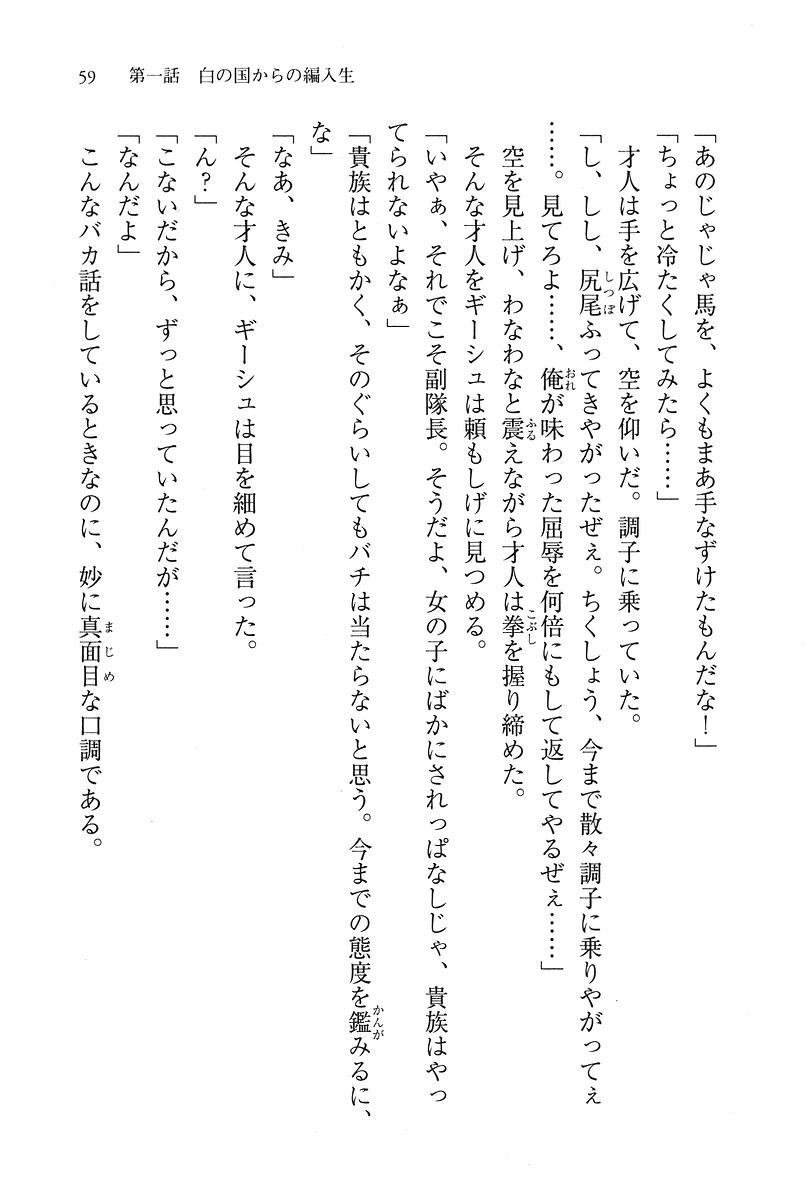 59　第一話　白の国からの編入生
「あのじゃじゃ馬を、よくもまあ手なずけたもんだな！」
「ちょっと冷たくしてみたら……」
才人は手を広げて、空を仰いだ。調子に乗っていた。
「し、しし、尻尾ふってきやがったぜぇ。ちくしょう、今まで散々調子に乗りやがってぇ
……。見てろよ……、俺が味わった屈辱を何倍にもして返してやるぜぇ……」
空を見上げ、わなわなと震えながら才人は拳を握り締めた。
そんな才人をギーシュは頼もしげに見つめる。
「いやぁ、それでこそ副隊長。そうだよ、女の子にばかにされっぱなしじゃ、貴族はやっ
てられないよなぁ」
「貴族はともかく、そのぐらいしてもバチは当たらないと思う。今までの態度を鑑みるに、
な」
「なあ、きみ」
そんな才人に、ギーシュは目を細めて言った。
「ん？」
「こないだから、ずっと思っていたんだが……」
「なんだよ」
こんなバカ話をしているときなのに、妙に真面目な口調である。